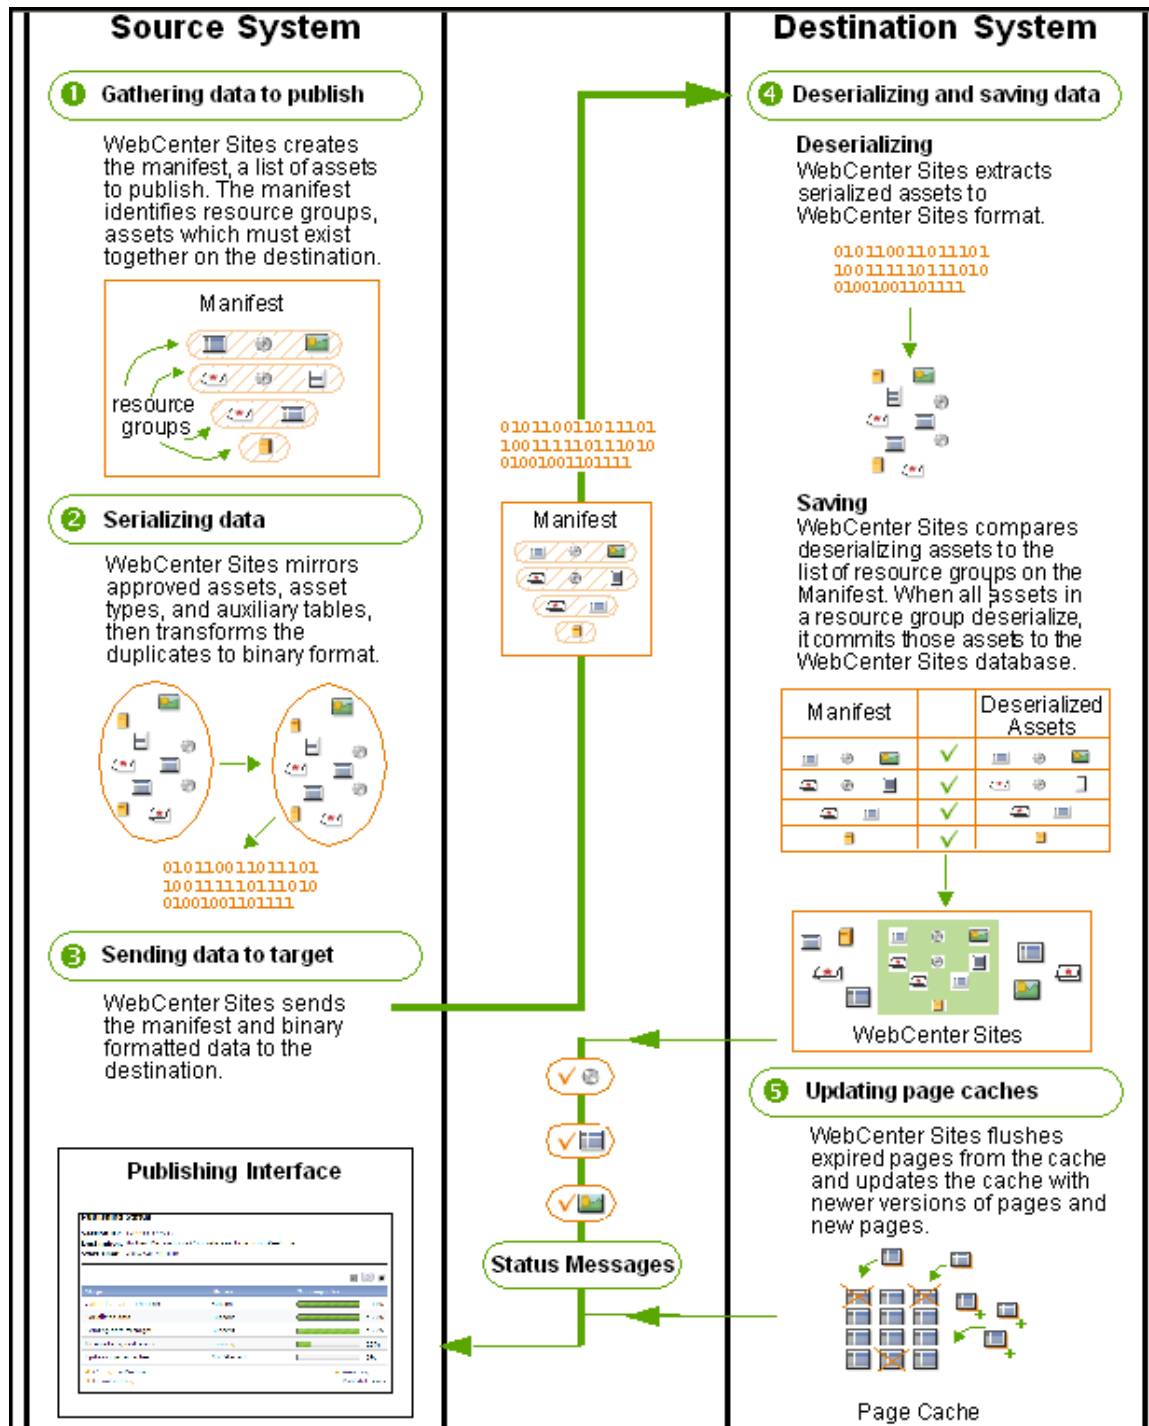 Source System
1 Gathering data to publish
WebCenter Sites creates
the manifest, a list of assets
to publish. The manifest
identifies resource groups,
assets which must exist
together on the destination.
Manifest
resource
groups
2 Serializing data
WebCenter Sites mirrors
approved assets, asset
types, and auxiliary tables,
then transforms the
duplicates to binary format.
010110011011101
100111110111010
01001001101111
3 Sending data to target
WebCenter Sites sends
the manifest and binary
formatted data to the
destination.
Publishing Interface
010110011011101
100111110111010
01001001101111
Manifest
Status Messages
Destination System
4 Deserializing and saving data
Deserializing
WebCenter Sites extracts
serialized assets to
WebCenter Sites format.
010110011011101
100111110111010
01001001101111
Saving
WebCenter Sites compares
deserializing assets to the
list of resource groups on the
Manifest. When all assets in
a resource group deserialize,
it commits those assets to the
WebCenter Sites database.
Manifest
Deserialized
Assets
WebCenter Sites
5 Updating page caches
WebCenter Sites flushes
expired pages from the cache
and updates the cache with
newer versions of pages and
new pages.
Page Cache